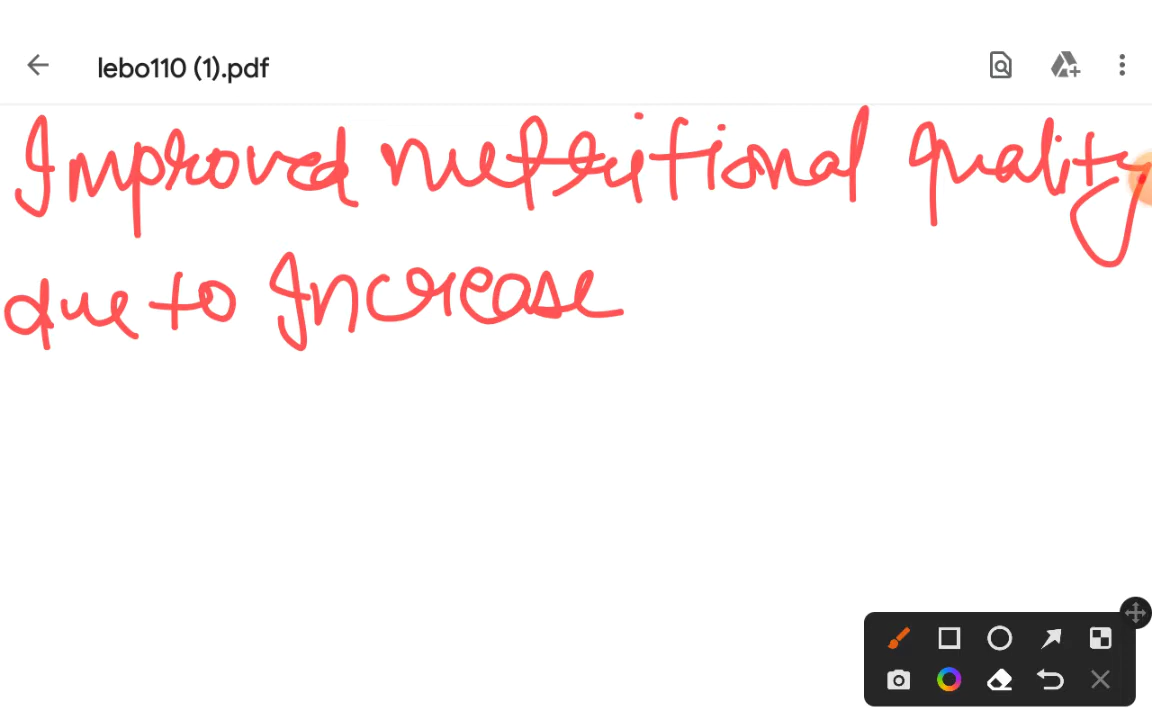 lebo110 (1).pdf
Improved nutritional quality
due to Increase